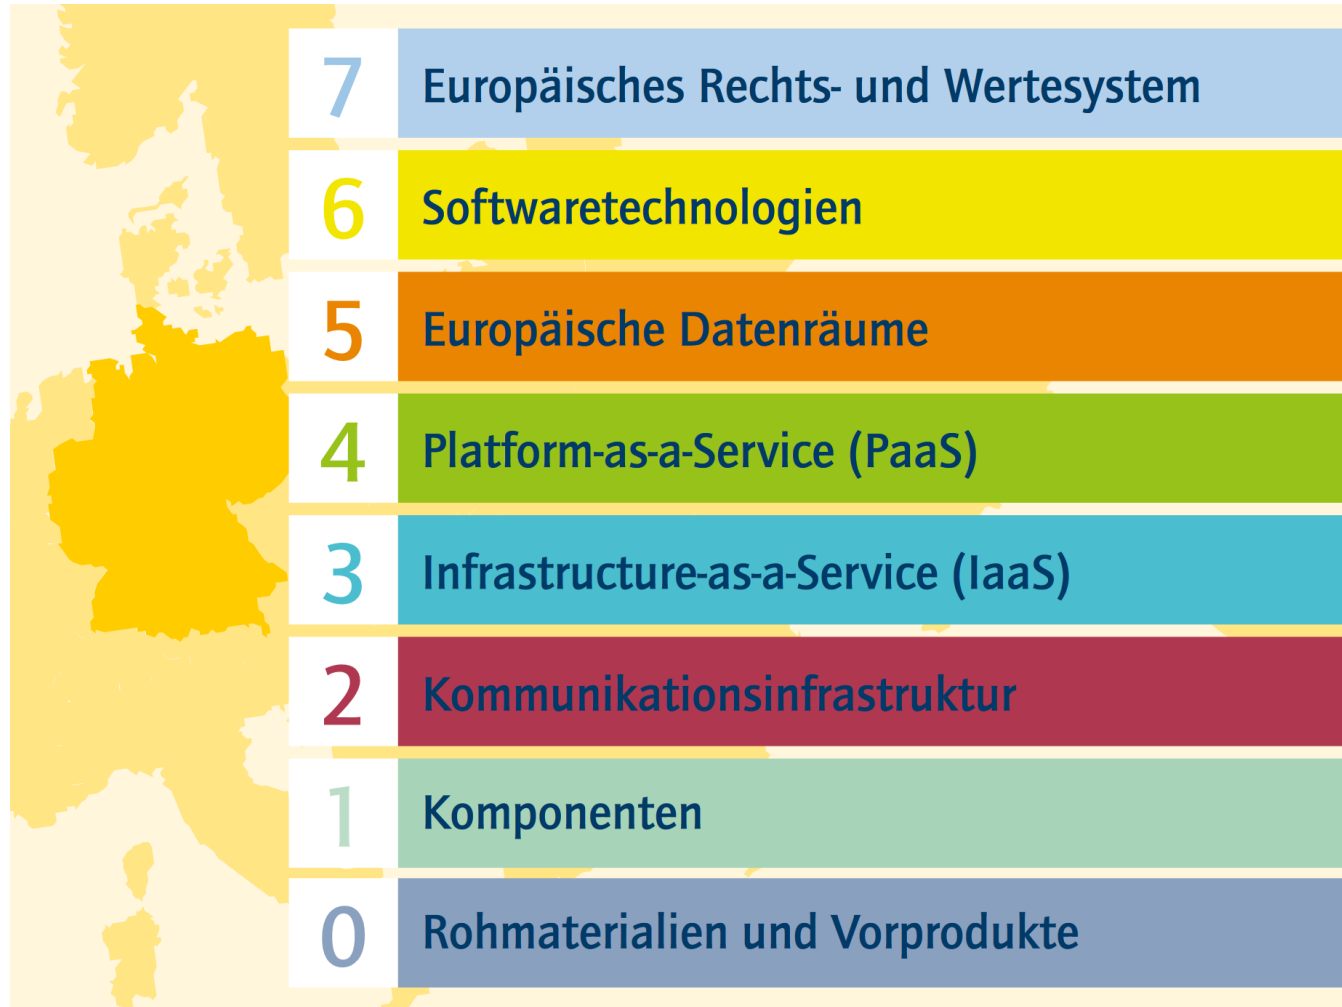 7 Europäisches Rechts- und Wertesystem
6 Softwaretechnologien
5 Europäische Datenräume
4 Platform-as-a-Service (PaaS)
3 Infrastructure-as-a-Service (IaaS)
2 Kommunikationsinfrastruktur
1 Komponenten
0 Rohmaterialien und Vorprodukte